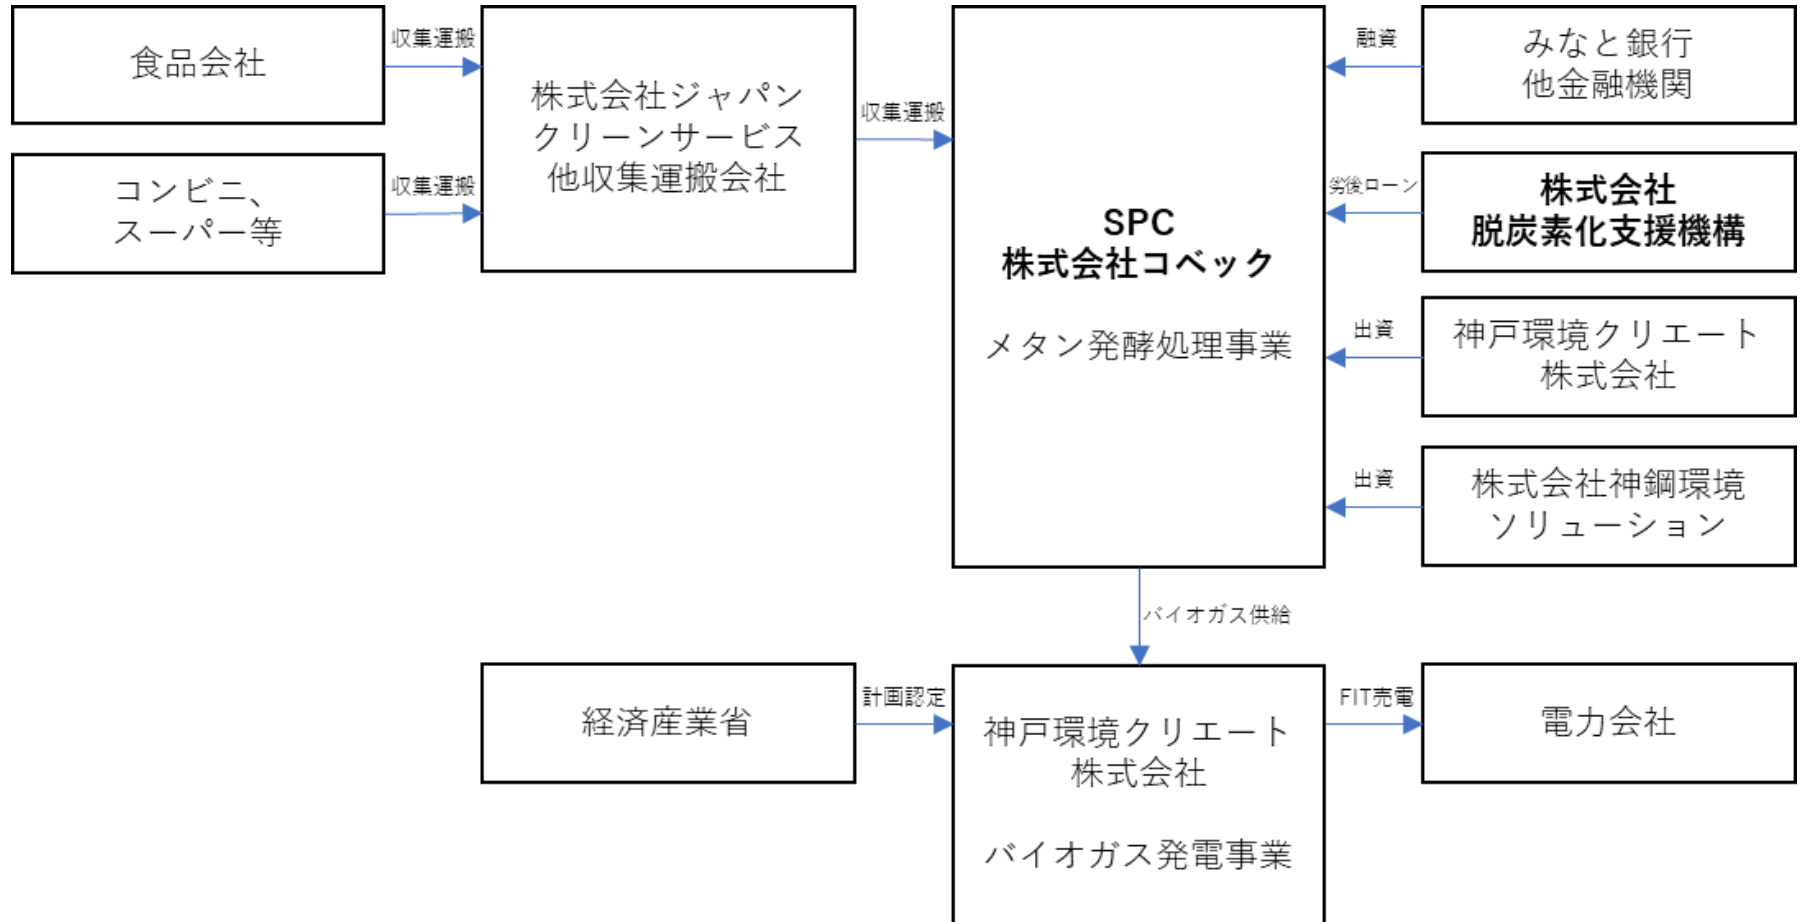 食品会社
収集運搬
コンビニ、
スーパー等
収集運搬
株式会社ジャパン
クリーンサービス
他収集運搬会社
収集運搬
SPC
株式会社コベック
メタン発酵処理事業
融資
みなと銀行
他金融機関
劣後ローン
株式会社
脱炭素化支援機構
出資
神戸環境クリエート
株式会社
出資
株式会社神鋼環境
ソリューション
バイオガス供給
経済産業省
計画認定
神戸環境クリエート
株式会社
バイオガス発電事業
FIT売電
電力会社